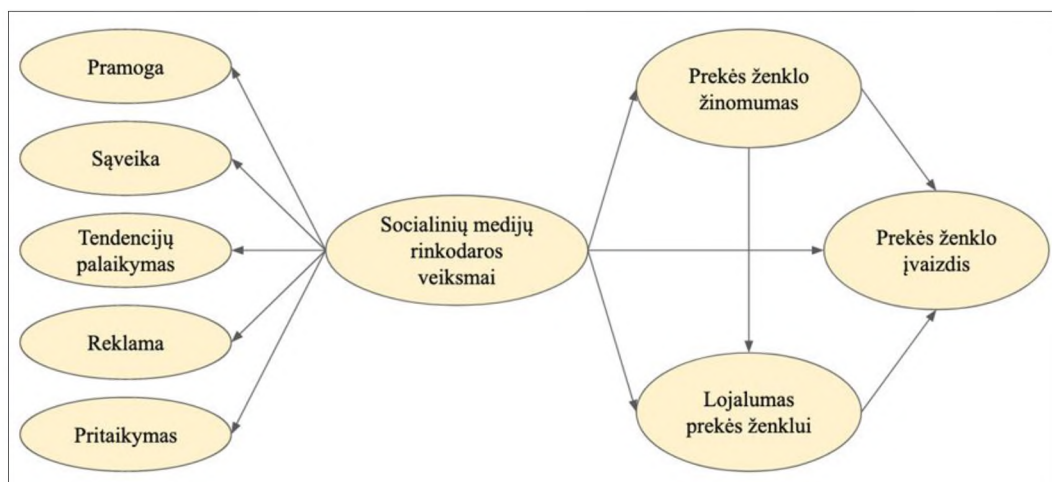 Pramoga
Sąveika
Tendencijų
palaikymas
Reklama
Pritaikymas
Socialinių medijų
rinkodaros
veiksmai
Prekės ženklo
žinomumas
Lojalumas
prekės ženklui
Prekės ženklo
įvaizdis